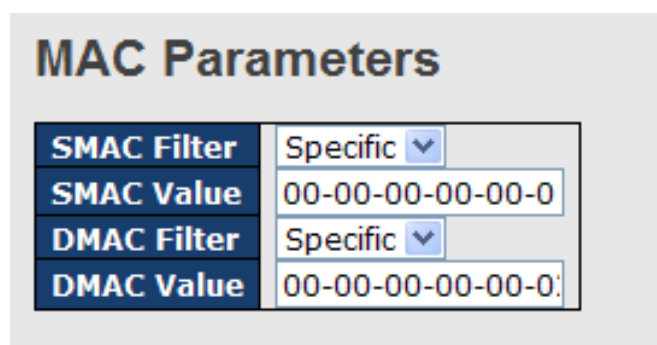 MAC Parameters
SMAC Filter Specific
SMAC Value 00-00-00-00-00-0
DMAC Filter Specific
DMAC Value 00-00-00-00-00-0